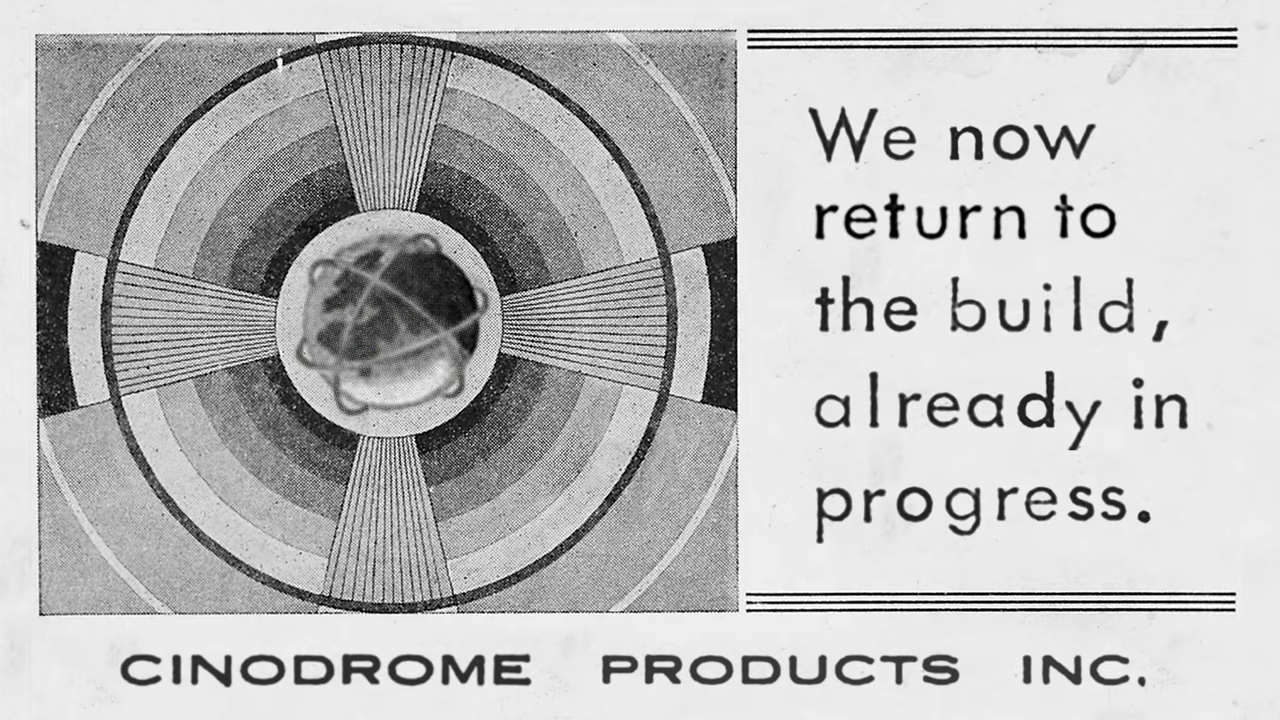 We now
return to
the build,
already in
progress.
CINODROME PRODUCTS INC.